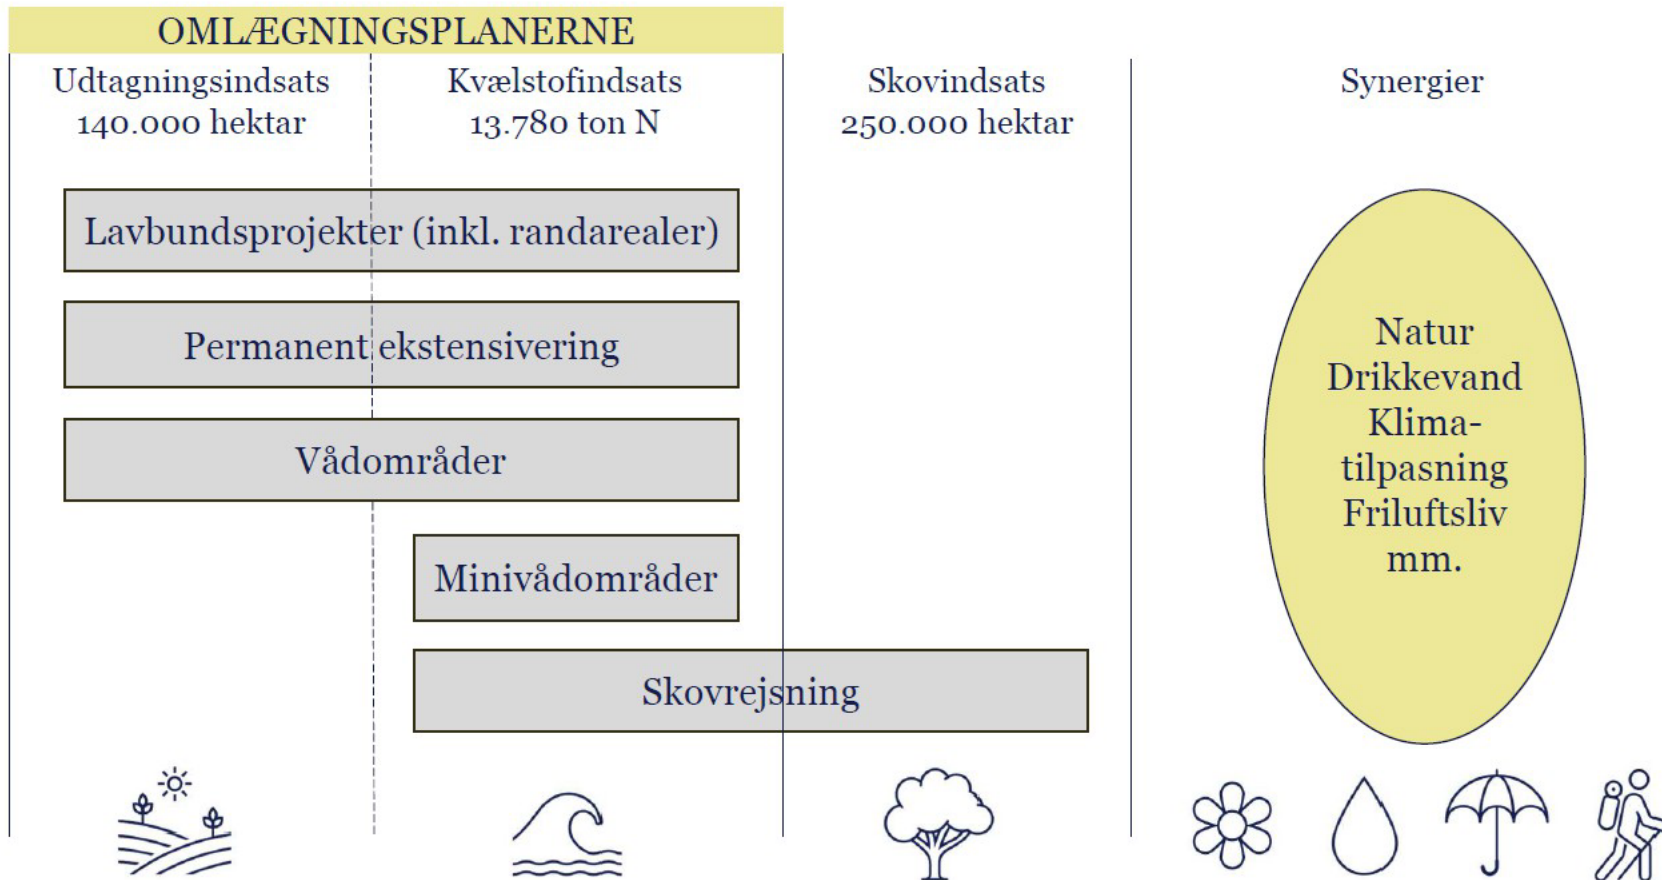 OMLÆGNINGSPLANERNE
Udtagningsindsats
140.000 hektar
Kvælstofindsats
13.780 ton N
Skovindsats
250.000 hektar
Synergier
Lavbundsprojekter (inkl. randarealer)
Permanent ekstensivering
Vådområder
Minivådområder
Skovrejsning
Natur
Drikkevand
Klima-
tilpasning
Friluftsliv
mm.